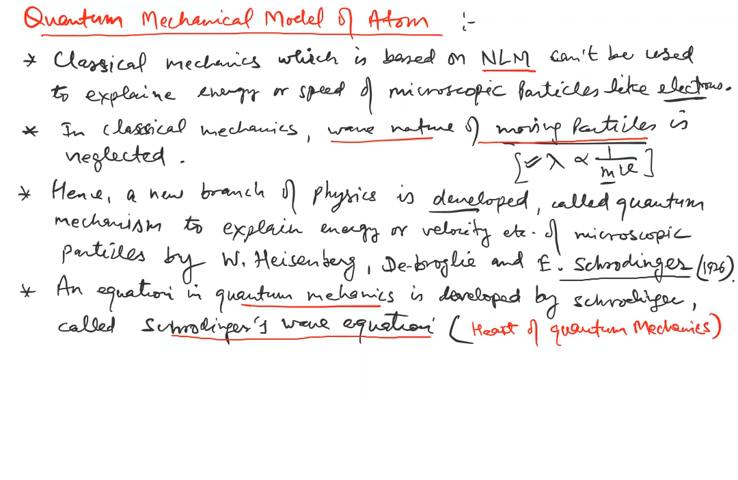 Quantum Mechanical Model of Atom :-
* Classical mechanics which is based on NLM can't be used
to explaine energy or speed of microscopic particles like electrons.
* In classical mechanics, wave nature of moving particles is
neglected. [λ ∝ 1/mv]
* Hence, a new branch of physics is developed, called quantum
mechanism to explain energy or velocity etc. of microscopic
particles by W. Heisenberg, De-broglie and E. Schrodinger (1926).
* An equation in quantum mehanics is developed by schrodinger,
called Schrodinger's wave equation (Heart of quantum Mechanics)